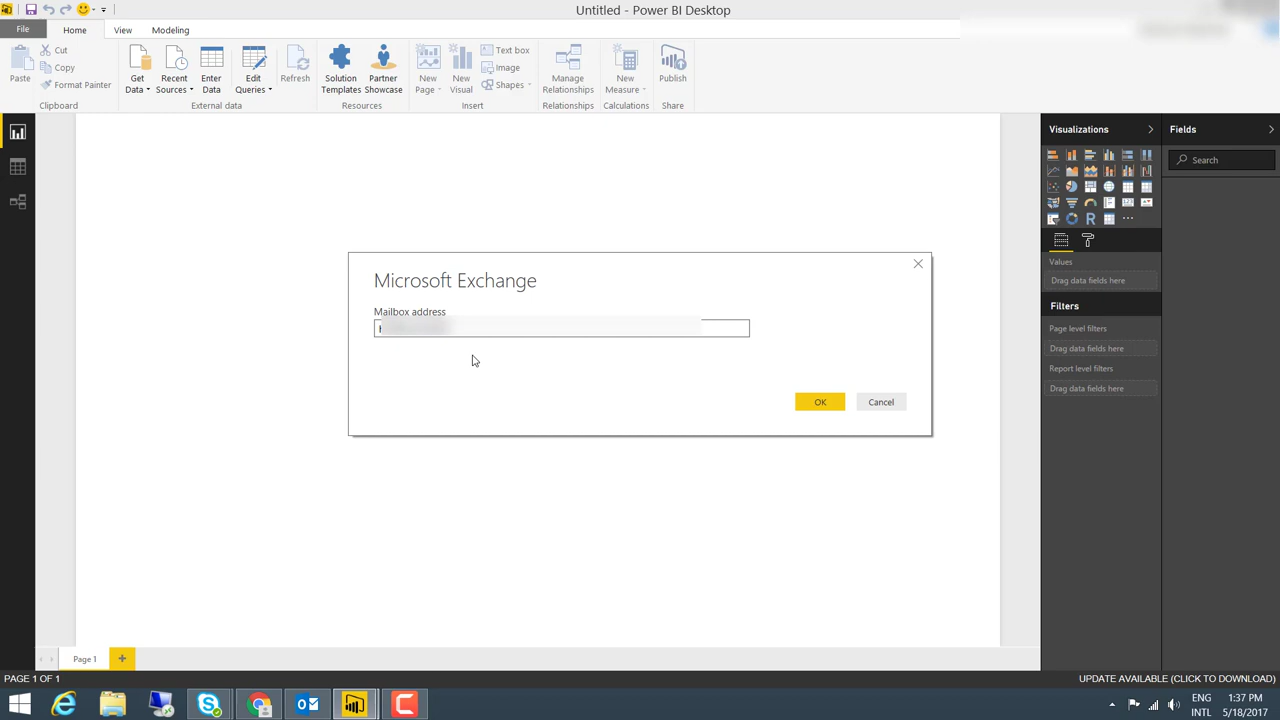 Untitled - Power BI Desktop
File Home View Modeling
Paste
Cut
Copy
Format Painter
Get Data
Recent Sources
Enter Data
Edit Queries
Refresh
Solution Templates
Partner Showcase
New Page
New Visual
Text box
Image
Shapes
Manage Relationships
New Measure
Publish
Clipboard External data Resources Insert Relationships Calculations Share
Visualizations
Fields
Search
R
Values
Drag data fields here
Filters
Page level filters
Drag data fields here
Report level filters
Drag data fields here
Microsoft Exchange
Mailbox address
OK Cancel
Page 1
PAGE 1 OF 1
UPDATE AVAILABLE (CLICK TO DOWNLOAD)
ENG 1:37 PM
INTL 5/18/2017